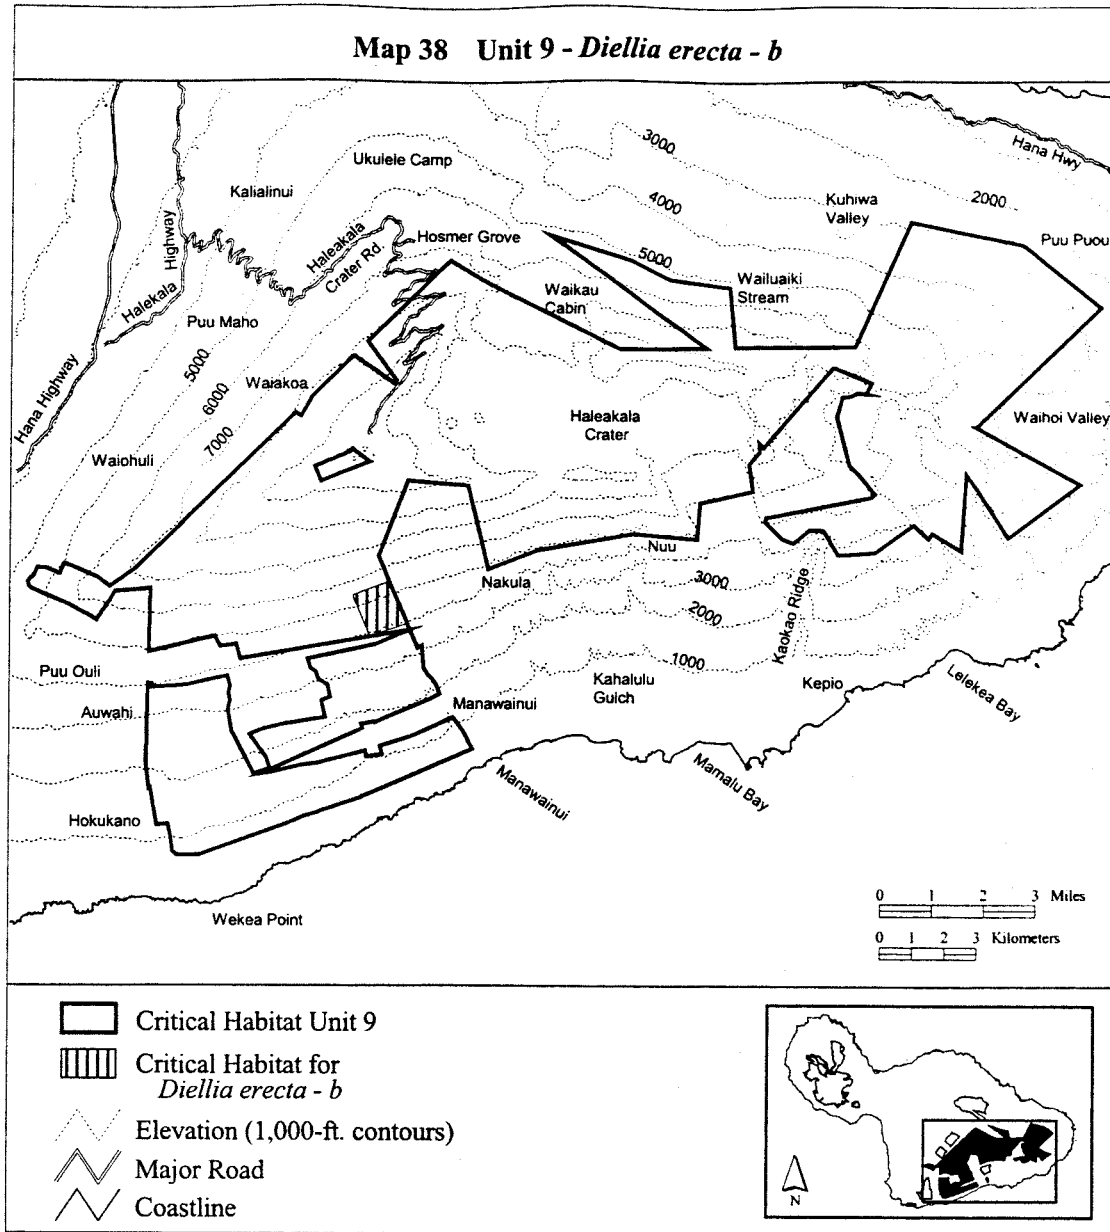 Map 38 Unit 9 - Diellia erecta - b
Hana Hwy
3000
Ukulele Camp
Kalialinui
2000
Kuhiwa
Valley
4000
Puu Puou
Highway
Haleakala
Crater Rd.
Hosmer Grove
5000
Wailuaiki
Stream
Waikau
Cabin
Halekala
Puu Maho
5000
6000
7000
Waiakoa
Hana Highway
Haleakala
Crater
Waihoi Valley
Waiohuli
Nuu
Nakula
3000
2000
1000
Kaokao Ridge
Puu Ouli
Kahalulu
Gulch
Kepio
Lelekea Bay
Auwahi
Manawainui
Mamalu Bay
Manawainui
Hokukano
Wekea Point
0 1 2 3 Miles
0 1 2 3 Kilometers
Critical Habitat Unit 9
Critical Habitat for
Diellia erecta - b
Elevation (1,000-ft. contours)
Major Road
Coastline
N